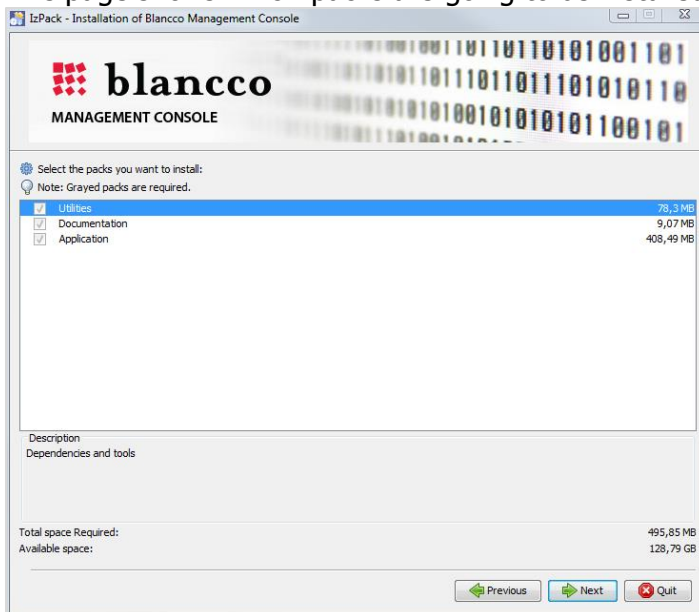 IzPack - Installation of Blancco Management Console
blancco
MANAGEMENT CONSOLE
Select the packs you want to install:
Note: Grayed packs are required.
Utilities 78,3 MB
Documentation 9,07 MB
Application 408,49 MB
Description
Dependencies and tools
Total space Required: 495,85 MB
Available space: 128,79 GB
Previous Next Quit